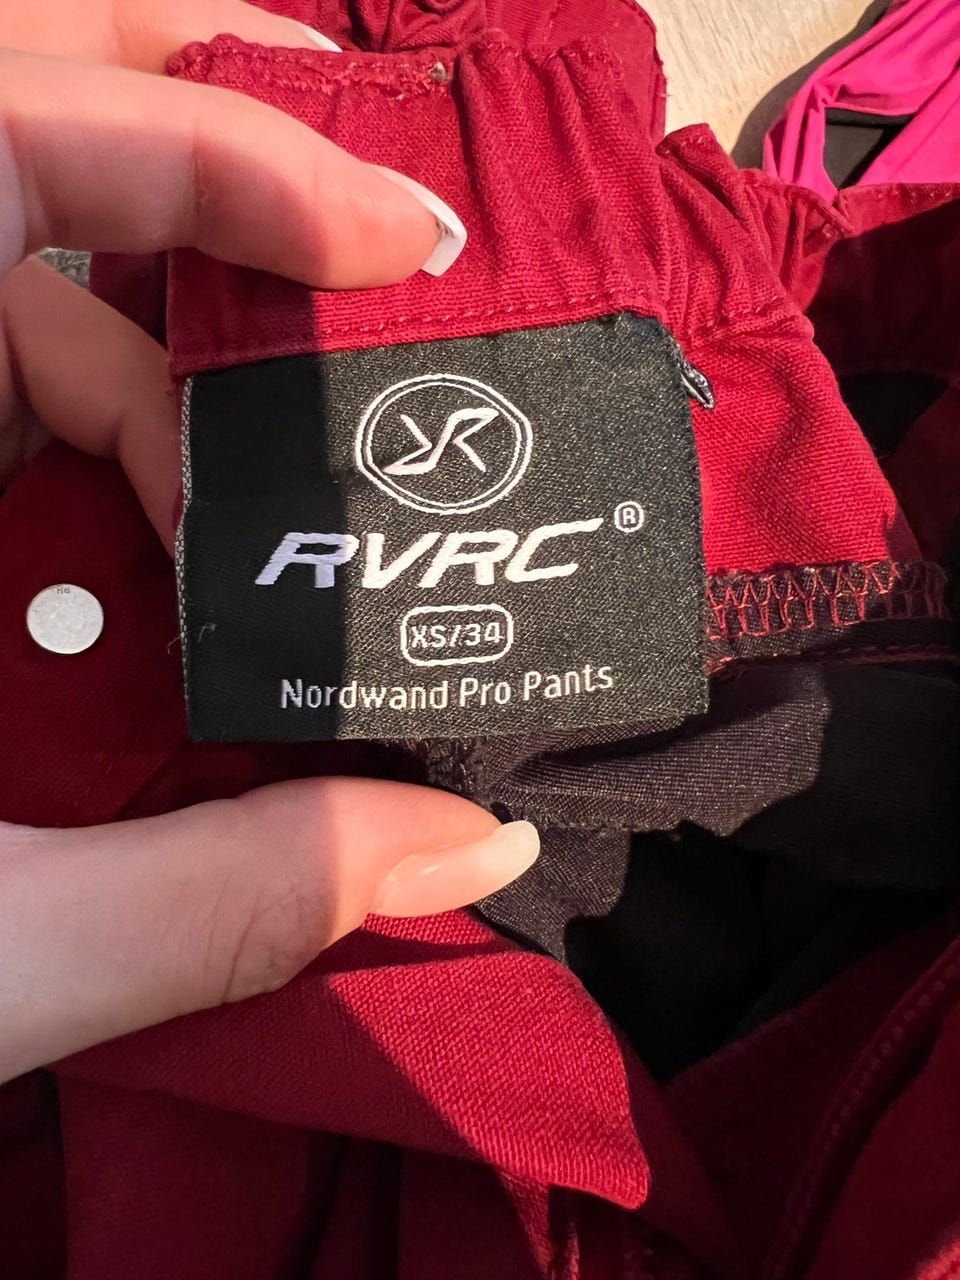 RVRC®
XS/34
Nordwand Pro Pants